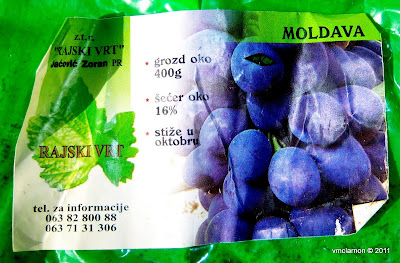 Z.T.R.
"RAJSKI VRT"
Jaćović Zoran PR
RAJSKI VRT
tel. za informacije
063 82 800 88
063 71 31 306
MOLDAVA
* grozd oko
400g
* šećer oko
16%
* stiže u
oktobru
vmclarnon © 2011